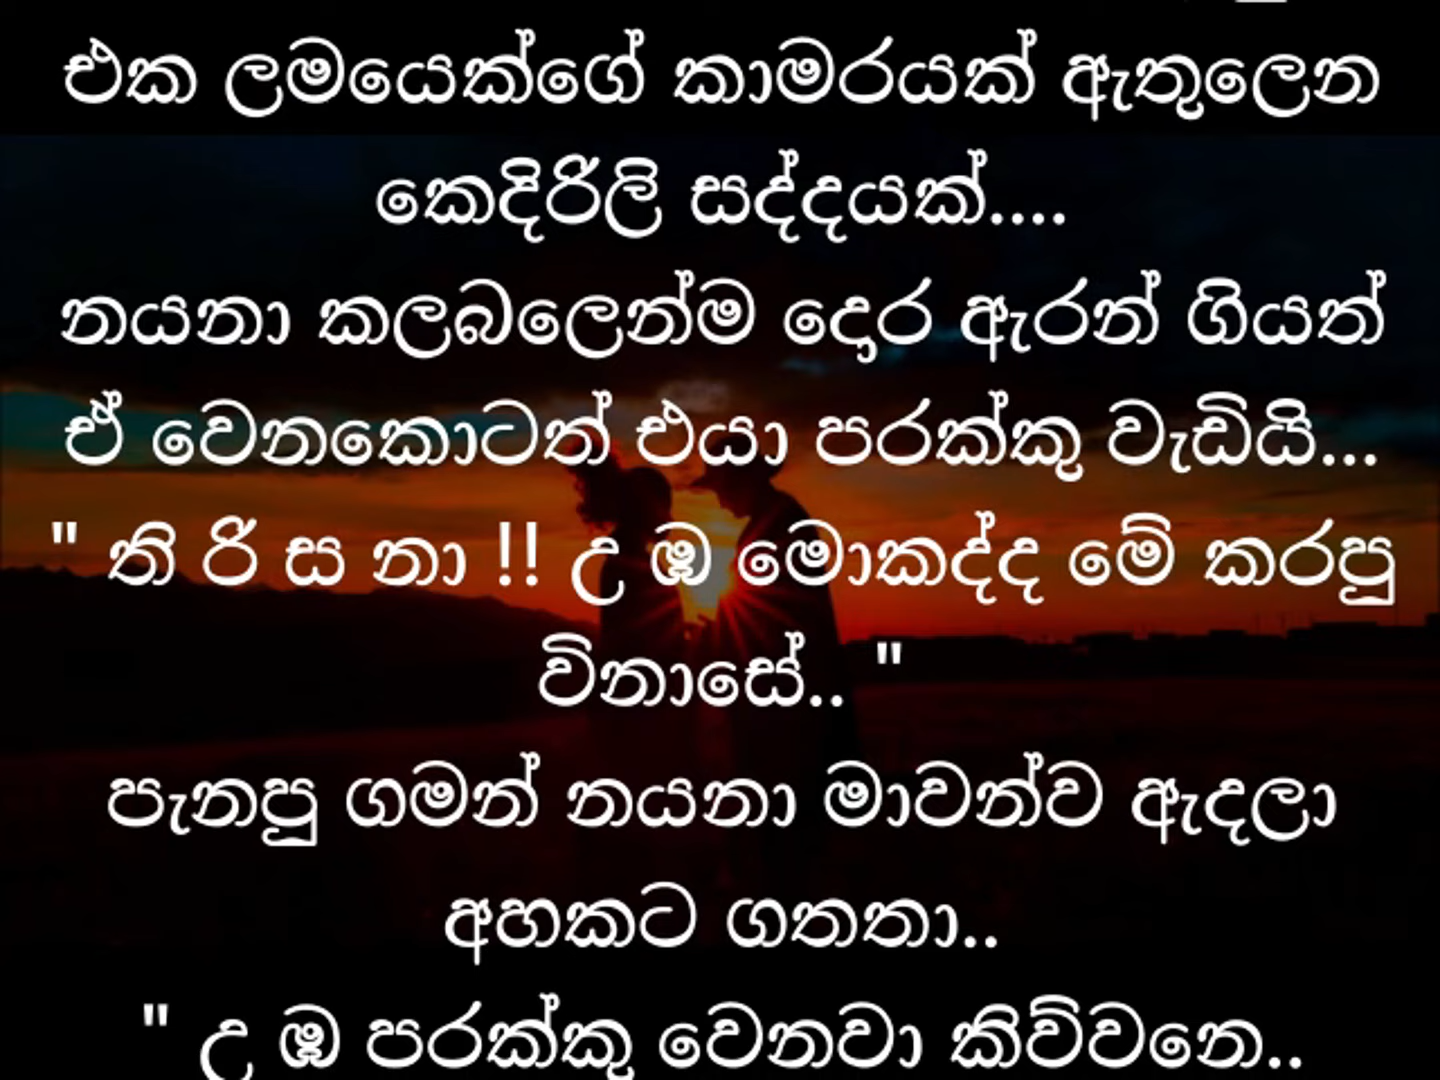 එක ලමයෙක්ගේ කාමරයක් ඇතුලෙන
කෙදිරිලි සද්දයක්....
නයනා කලබලෙන්ම දොර ඇරන් ගියත්
ඒ වෙනකොටත් එයා පරක්කු වැඩියි...
" ති රි ස නා !! උ ඹ මොකද්ද මේ කරපු
විනාසේ.. "
පැනපු ගමන් නයනා මාවන්ව ඇදලා
අහකට ගතතා..
" උ ඹ පරක්කු වෙනවා කිව්වනෙ..